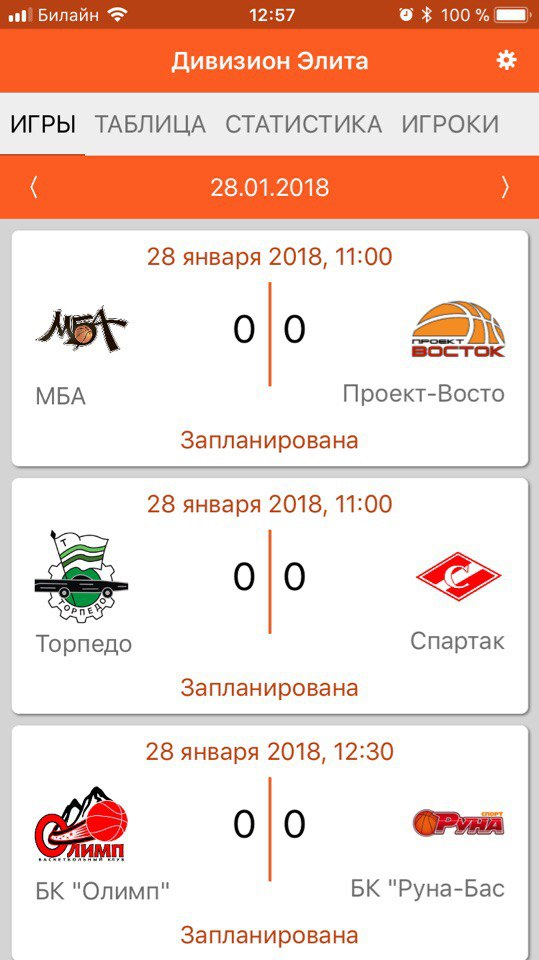 Билайн 12:57 100 %
Дивизион Элита
ИГРЫ ТАБЛИЦА СТАТИСТИКА ИГРОКИ
28.01.2018
28 января 2018, 11:00
МБА
0 0
ПРОЕКТ
ВОСТОК
МБА
Проект-Восто
Запланирована
28 января 2018, 11:00
Т
ТОРПЕДО
0 0
С
Торпедо
Спартак
Запланирована
28 января 2018, 12:30
ОЛИМП
БАСКЕТБОЛЬНЫЙ КЛУБ
0 0
СПОРТ
РУНА
БК "Олимп"
БК "Руна-Бас
Запланирована